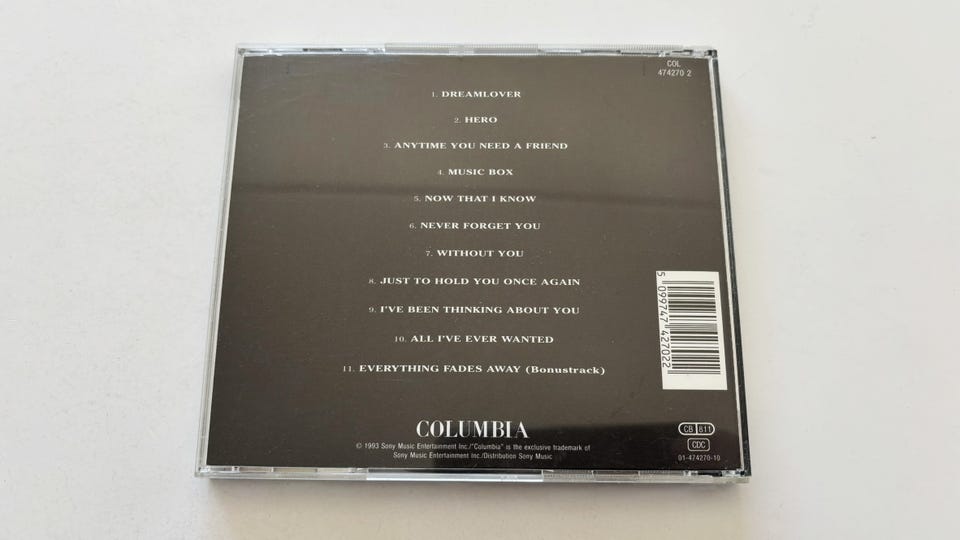 COL
474270 2
1. DREAMLOVER
2. HERO
3. ANYTIME YOU NEED A FRIEND
4. MUSIC BOX
5. NOW THAT I KNOW
6. NEVER FORGET YOU
7. WITHOUT YOU
8. JUST TO HOLD YOU ONCE AGAIN
9. I'VE BEEN THINKING ABOUT YOU
10. ALL I'VE EVER WANTED
11. EVERYTHING FADES AWAY (Bonustrack)
5 099747 427022
COLUMBIA
© 1993 Sony Music Entertainment Inc./"Columbia" is the exclusive trademark of
Sony Music Entertainment Inc./Distribution Sony Music
CB 811
CDC
01-474270-10